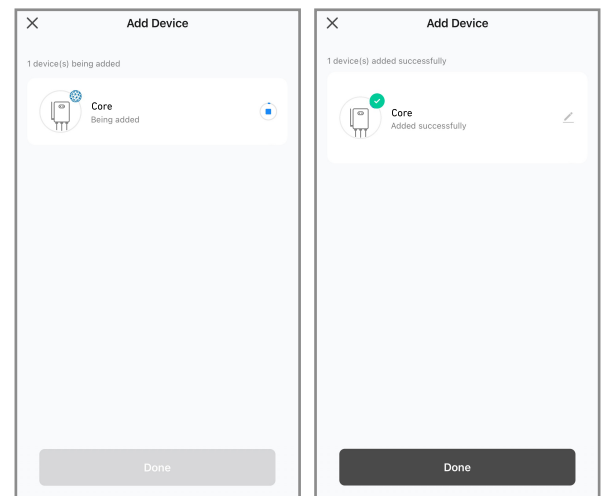 Add Device
1 device(s) being added
Core
Being added
Done
Add Device
1 device(s) added successfully
Core
Added successfully
Done